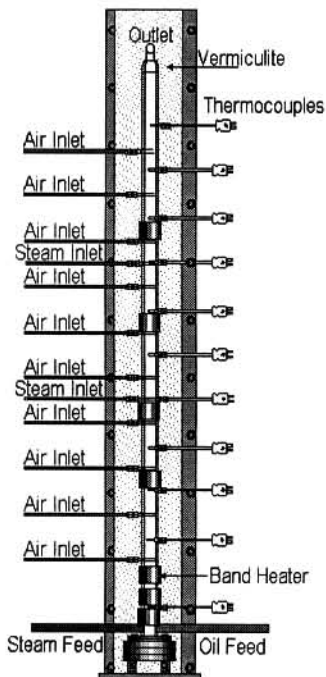 Outlet
Vermiculite
Thermocouples
Air Inlet
Air Inlet
Air Inlet
Steam Inlet
Air Inlet
Air Inlet
Air Inlet
Steam Inlet
Air Inlet
Air Inlet
Air Inlet
Air Inlet
Band Heater
Steam Feed
Oil Feed